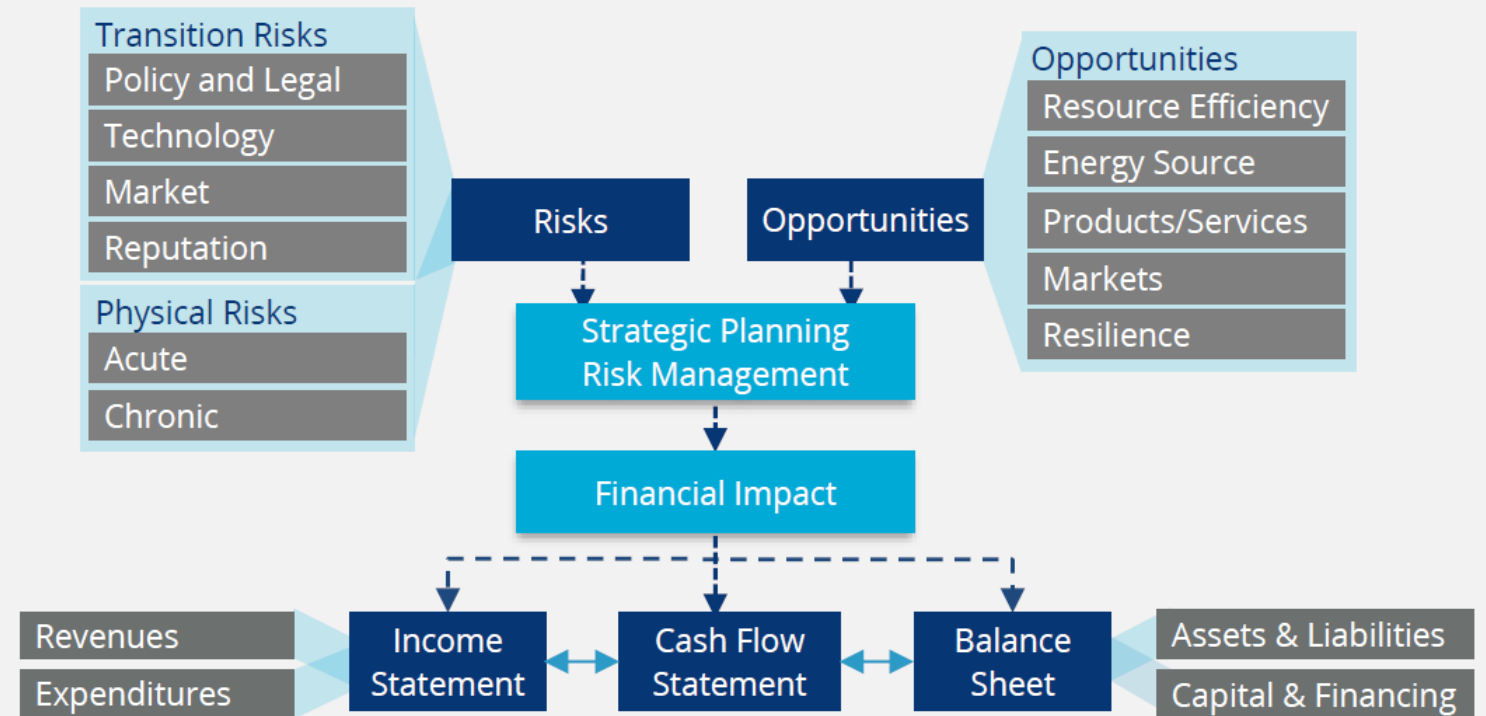 Transition Risks
Policy and Legal
Technology
Market
Reputation
Physical Risks
Acute
Chronic
Risks
Opportunities
Opportunities
Resource Efficiency
Energy Source
Products/Services
Markets
Resilience
Strategic Planning
Risk Management
Financial Impact
Revenues
Expenditures
Income
Statement
Cash Flow
Statement
Balance
Sheet
Assets & Liabilities
Capital & Financing